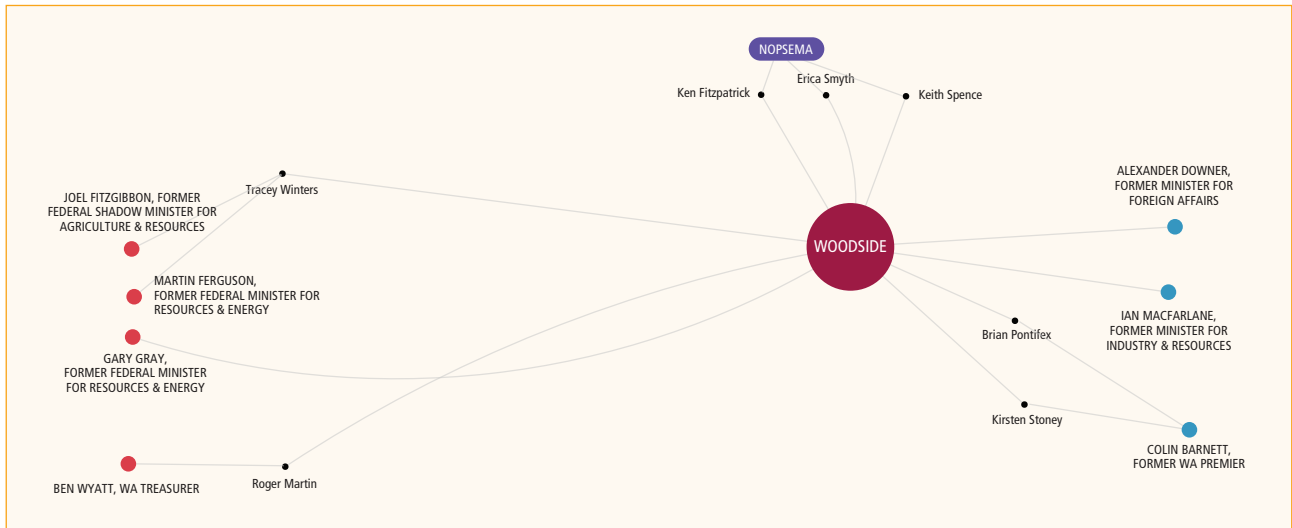 NOPSEMA
Erica Smyth
Ken Fitzpatrick
Keith Spence
Tracey Winters
JOEL FITZGIBBON, FORMER
FEDERAL SHADOW MINISTER FOR
AGRICULTURE & RESOURCES
ALEXANDER DOWNER,
FORMER MINISTER FOR
FOREIGN AFFAIRS
WOODSIDE
MARTIN FERGUSON,
FORMER FEDERAL MINISTER FOR
RESOURCES & ENERGY
IAN MACFARLANE,
FORMER MINISTER FOR
INDUSTRY & RESOURCES
Brian Pontifex
GARY GRAY,
FORMER FEDERAL MINISTER
FOR RESOURCES & ENERGY
Kirsten Stoney
COLIN BARNETT,
FORMER WA PREMIER
BEN WYATT, WA TREASURER
Roger Martin